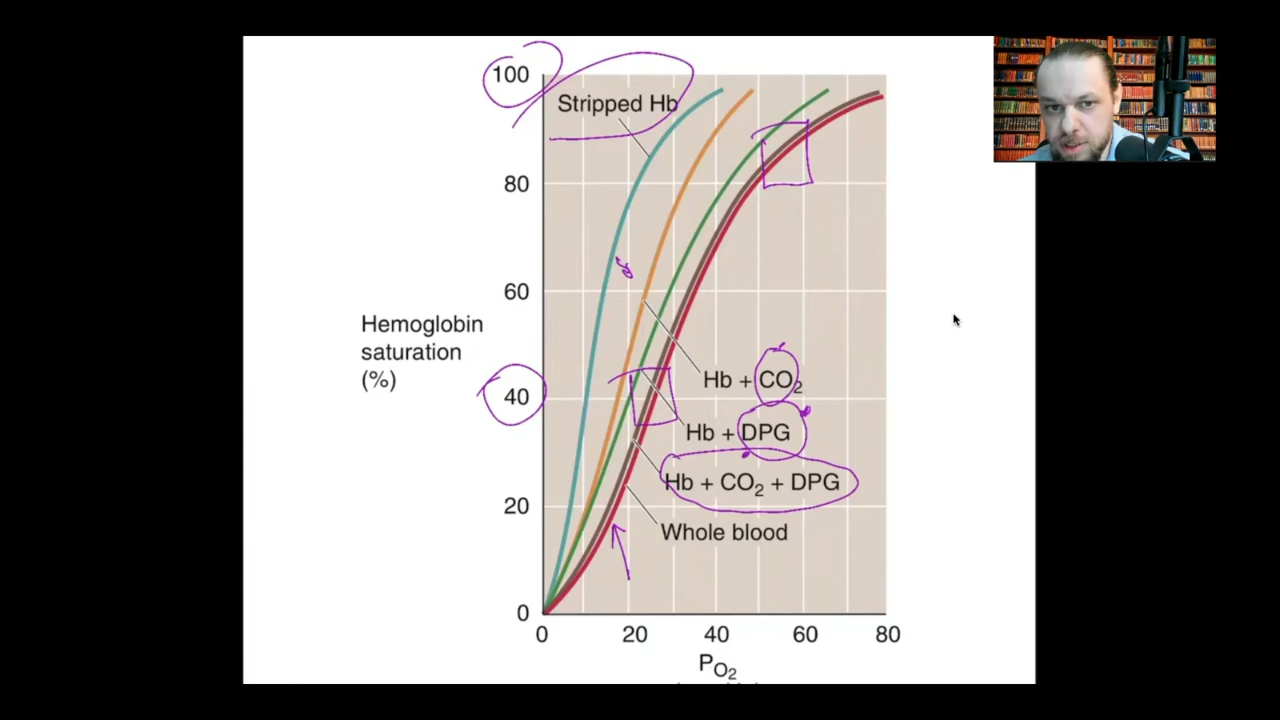 100
Stripped Hb
80
60
Hemoglobin
saturation
(%)
Hb + CO₂
40
Hb + DPG
Hb + CO₂ + DPG
20
Whole blood
0
0 20 40 60 80
P O₂